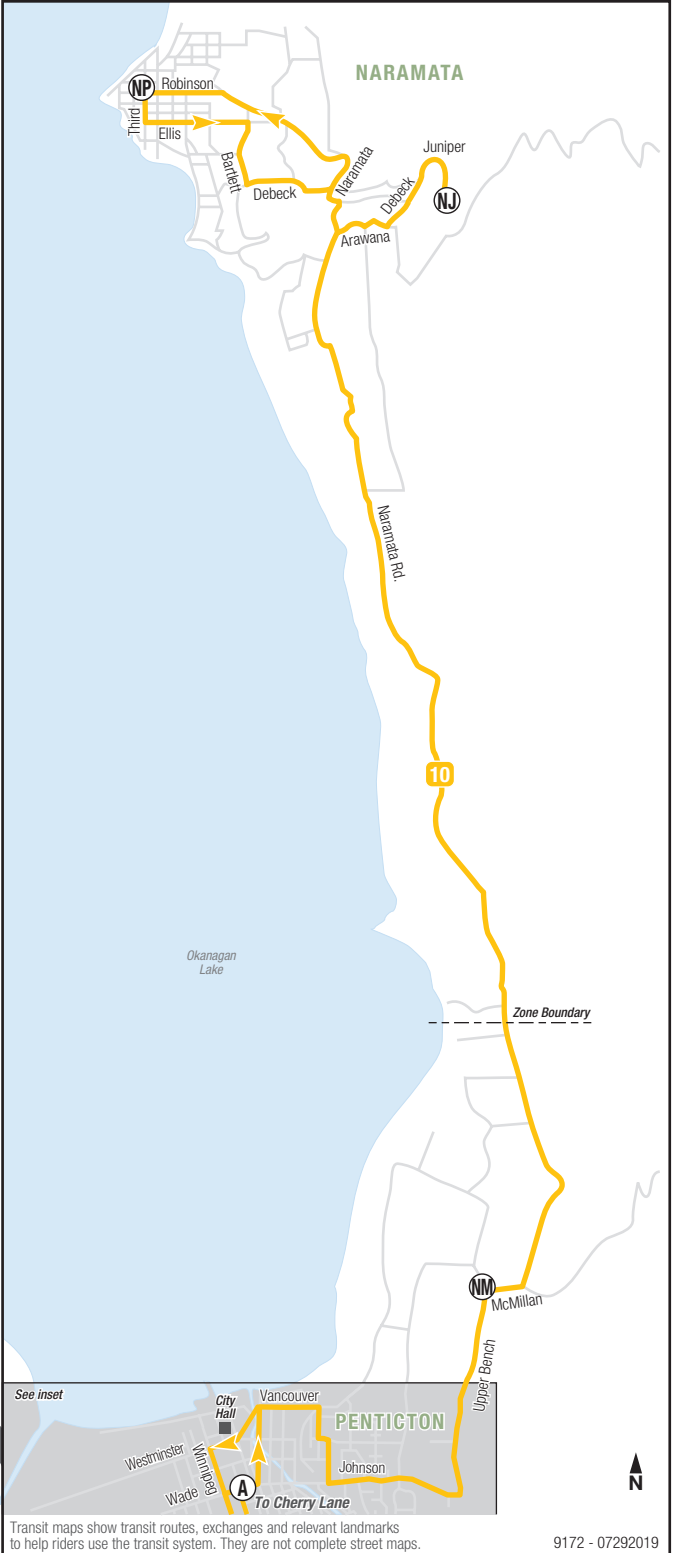 NARAMATA
NP
Robinson
Third
Ellis
Bartlett
Debeck
Naramata
Juniper
Debeck
NJ
Arawana
Naramata Rd.
10
Okanagan
Lake
Zone Boundary
NM
McMillan
Upper Bench
See inset
City
Hall
Vancouver
PENTICTON
Westminster
Winnipeg
Johnson
Wade
A
To Cherry Lane
N
Transit maps show transit routes, exchanges and relevant landmarks
to help riders use the transit system. They are not complete street maps.
9172 - 07292019